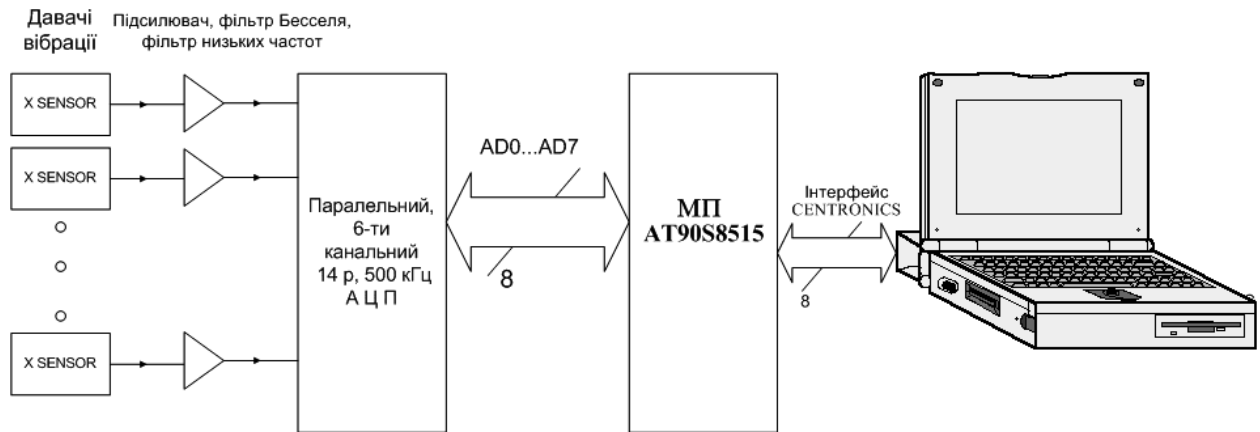 Давачі
вібрації
Підсилювач, фільтр Бесселя,
фільтр низьких частот
X SENSOR
X SENSOR
X SENSOR
Паралельний,
6-ти
канальний
14 р, 500 кГц
А Ц П
AD0...AD7
8
МП
AT90S8515
Інтерфейс
CENTRONICS
8